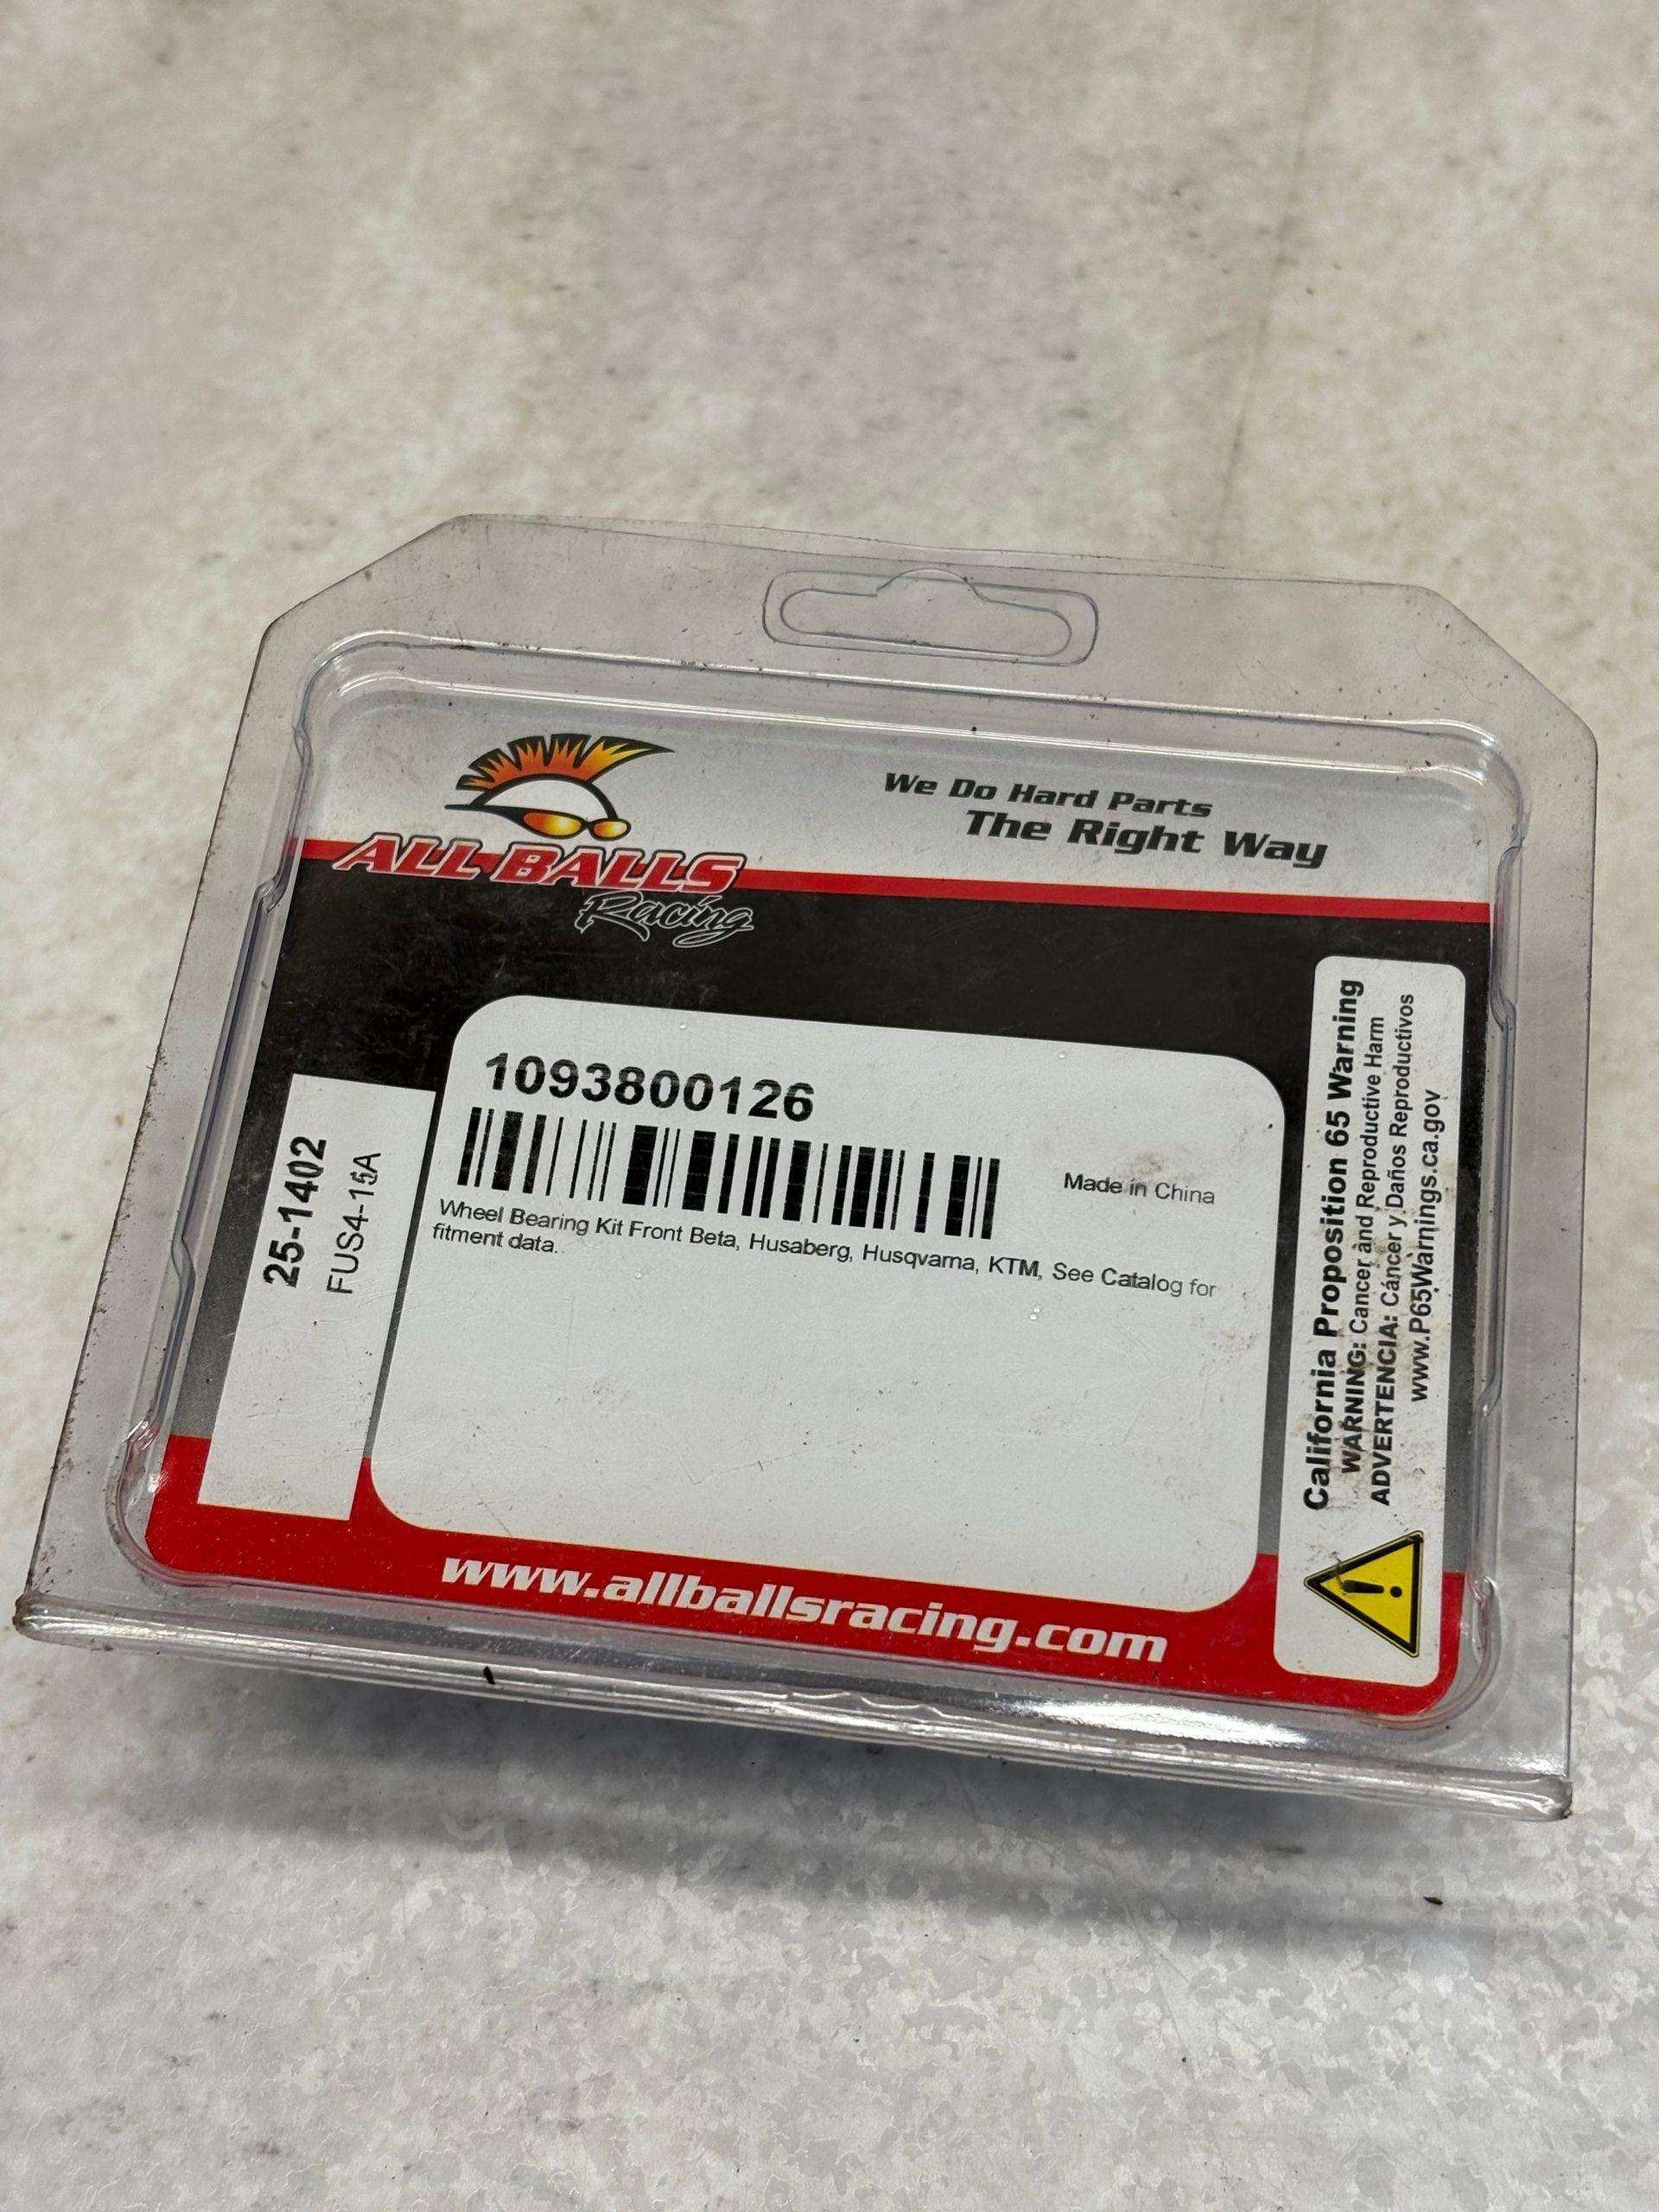 ALL BALLS
Racing
We Do Hard Parts
The Right Way
25-1402
FUS4-15A
1093800126
Made in China
Wheel Bearing Kit Front Beta, Husaberg, Husqvarna, KTM, See Catalog for
fitment data.
California Proposition 65 Warning
WARNING: Cancer and Reproductive Harm
ADVERTENCIA: Cáncer y Daños Reproductivos
www.P65Warnings.ca.gov
www.allballsracing.com